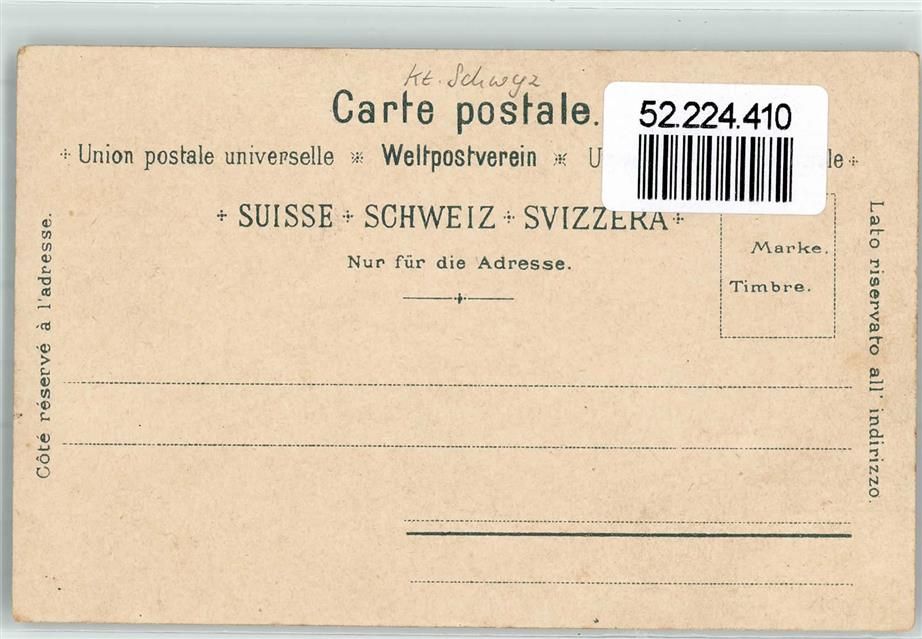 Kt. Schwyz
Carte postale.
52.224.410
Union postale universelle ※ Weltpostverein ※ U le
SUISSE + SCHWEIZ + SVIZZERA
Nur für die Adresse.
Marke.
Timbre.
Côté réservé à l'adresse.
Lato riservato all' indirizzo.